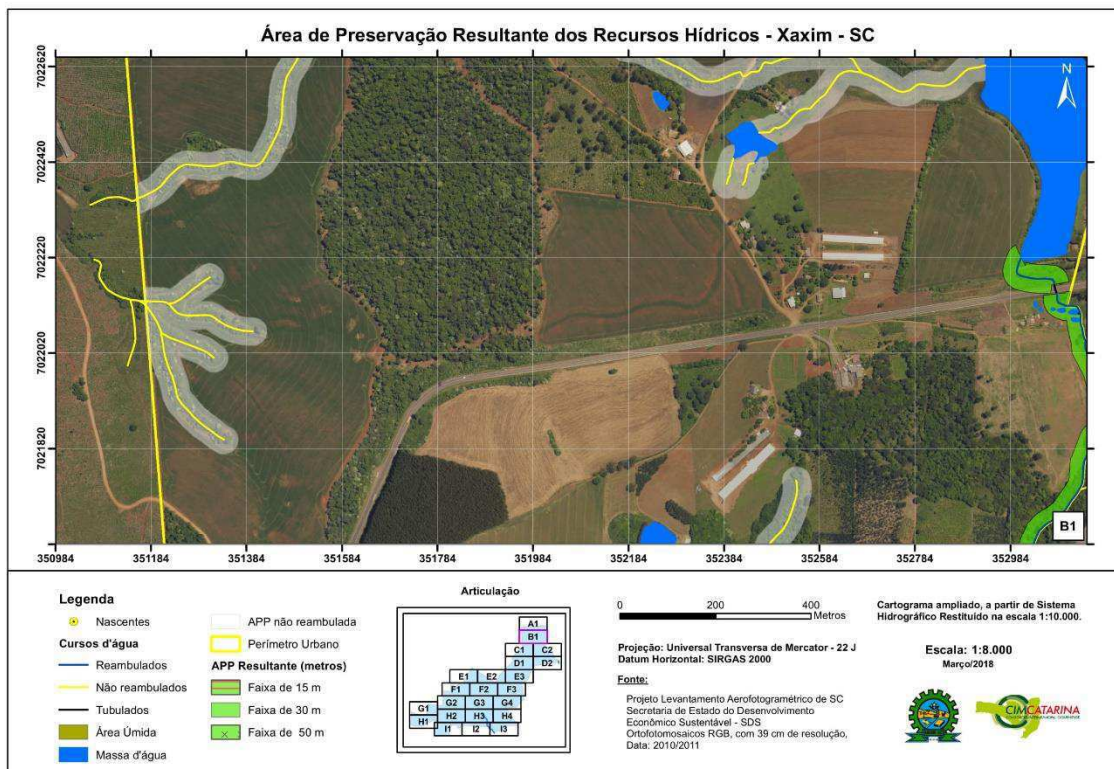 Área de Preservação Resultante dos Recursos Hídricos - Xaxim - SC
7022620
7022420
7022220
7022020
7021820
N
B1
350984 351184 351384 351584 351784 351984 352184 352384 352584 352784 352984
Legenda
Nascentes
Cursos d'água
Reambulados
Não reambulados
Tubulados
Área Úmida
Massa d'água
APP não reambulada
Perímetro Urbano
APP Resultante (metros)
Faixa de 15 m
Faixa de 30 m
Faixa de 50 m
Articulação
A1
B1
C1 C2
D1 D2
E1 E2 E3
F1 F2 F3
G1 G2 G3 G4
H1 H2 H3 H4
I1 I2 I3
0 200 400
Metros
Projeção: Universal Transversa de Mercator - 22 J
Datum Horizontal: SIRGAS 2000
Fonte:
Projeto Levantamento Aerofotogramétrico de SC
Secretaria de Estado do Desenvolvimento
Econômico Sustentável - SDS
Ortofotomosaicos RGB, com 39 cm de resolução,
Data: 2010/2011
Cartograma ampliado, a partir de Sistema
Hidrográfico Restituído na escala 1:10.000.
Escala: 1:8.000
Março/2018
CIMCATARINA